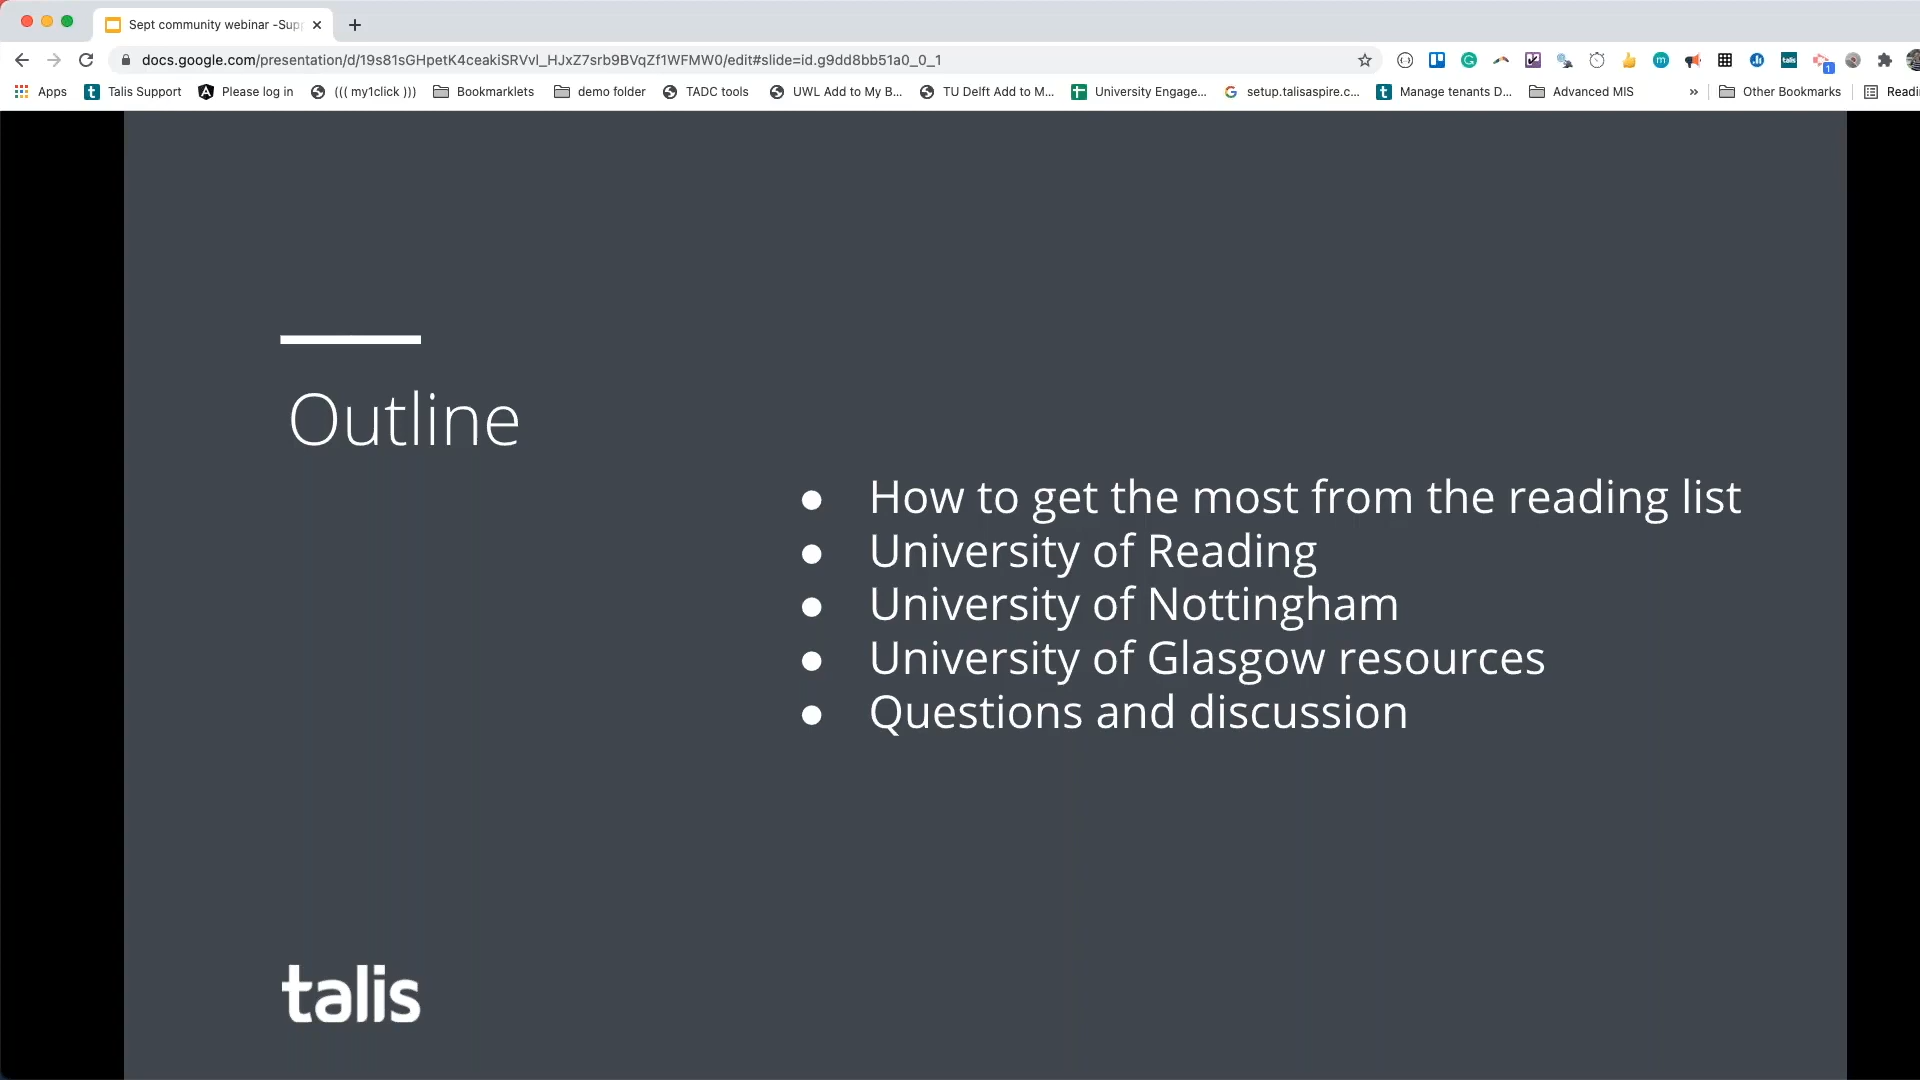 Sept community webinar -Sup
docs.google.com/presentation/d/19s81sGHpetK4ceakiSRVvl_HJxZ7srb9BVqZf1WFMW0/edit#slide=id.g9dd8bb51a0_0_1
Apps Talis Support Please log in ((( my1click ))) Bookmarklets demo folder TADC tools UWL Add to My B... TU Delft Add to M... University Engage... setup.talisaspire.c... Manage tenants D... Advanced MIS » Other Bookmarks Readi
Outline
● How to get the most from the reading list
● University of Reading
● University of Nottingham
● University of Glasgow resources
● Questions and discussion
talis